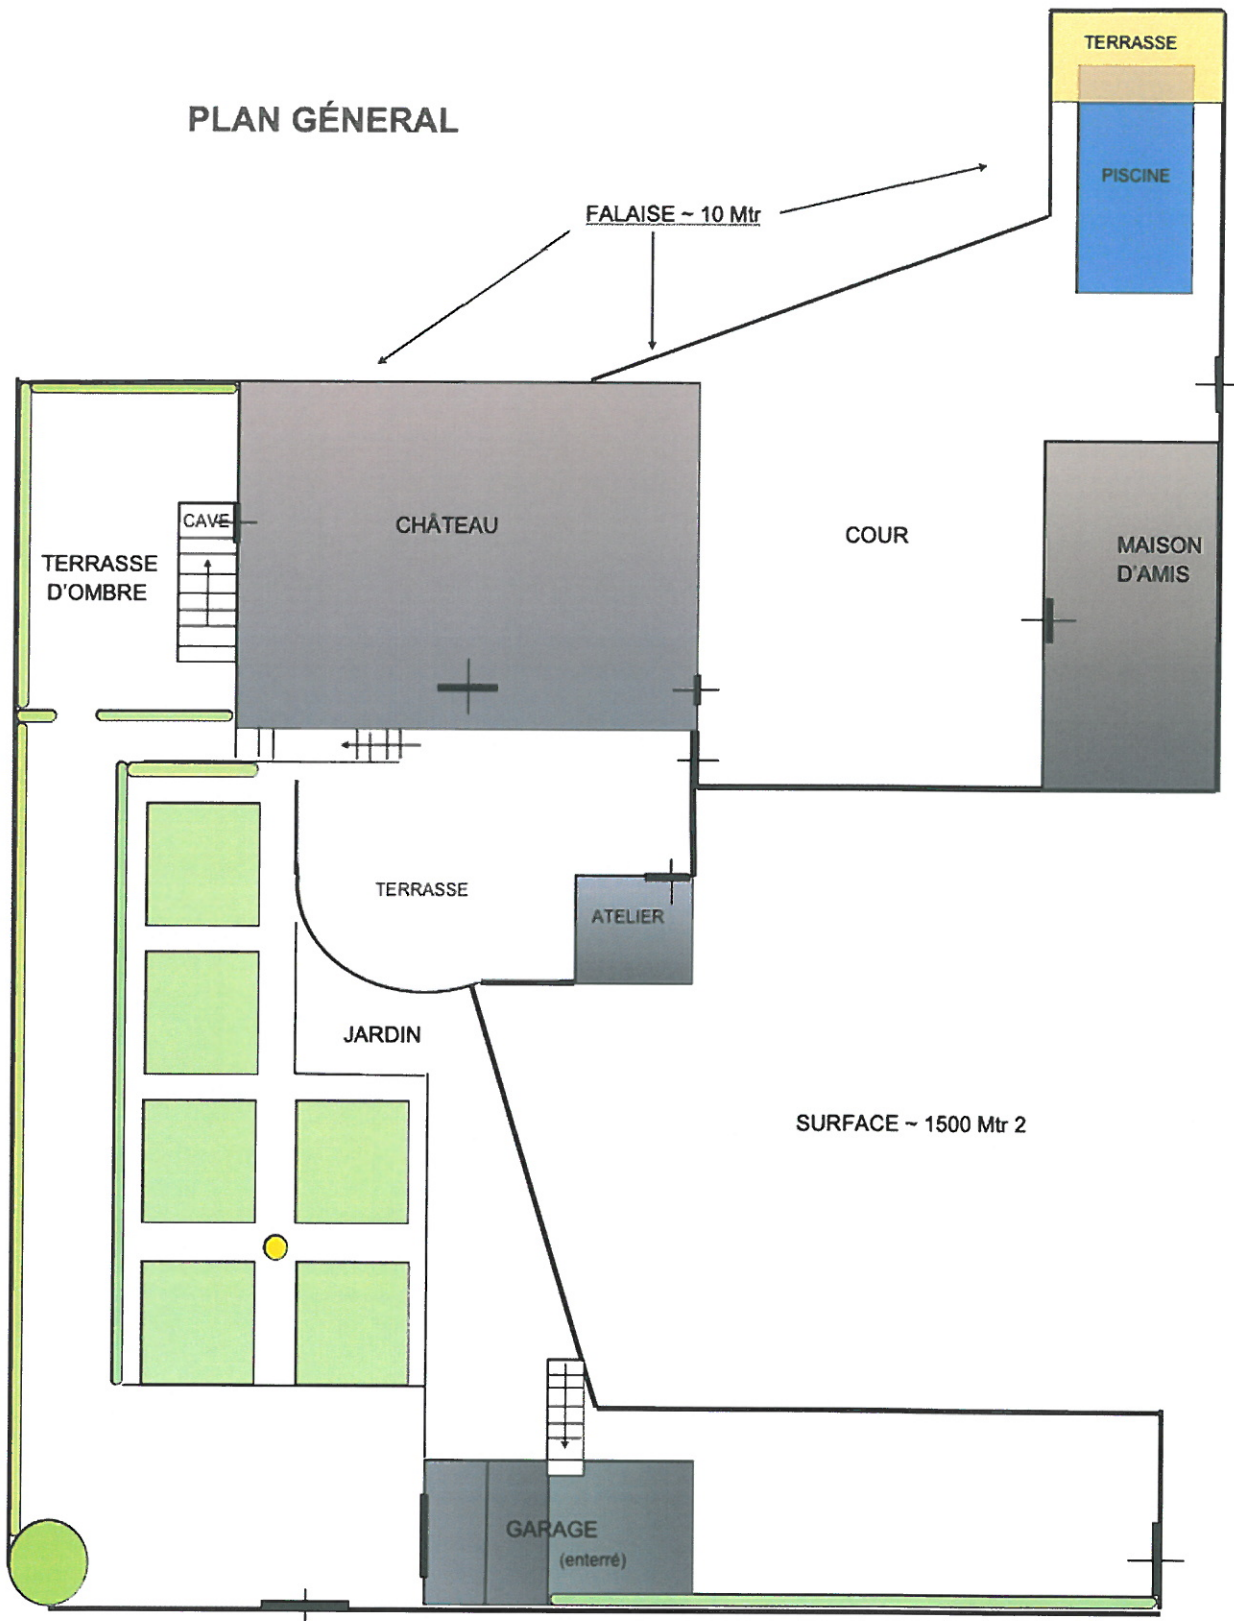 TERRASSE
PLAN GÉNERAL
PISCINE
FALAISE ~ 10 Mtr
CAVE
CHÂTEAU
COUR
MAISON
D'AMIS
TERRASSE
D'OMBRE
TERRASSE
ATELIER
JARDIN
SURFACE ~ 1500 Mtr 2
GARAGE
(enterré)